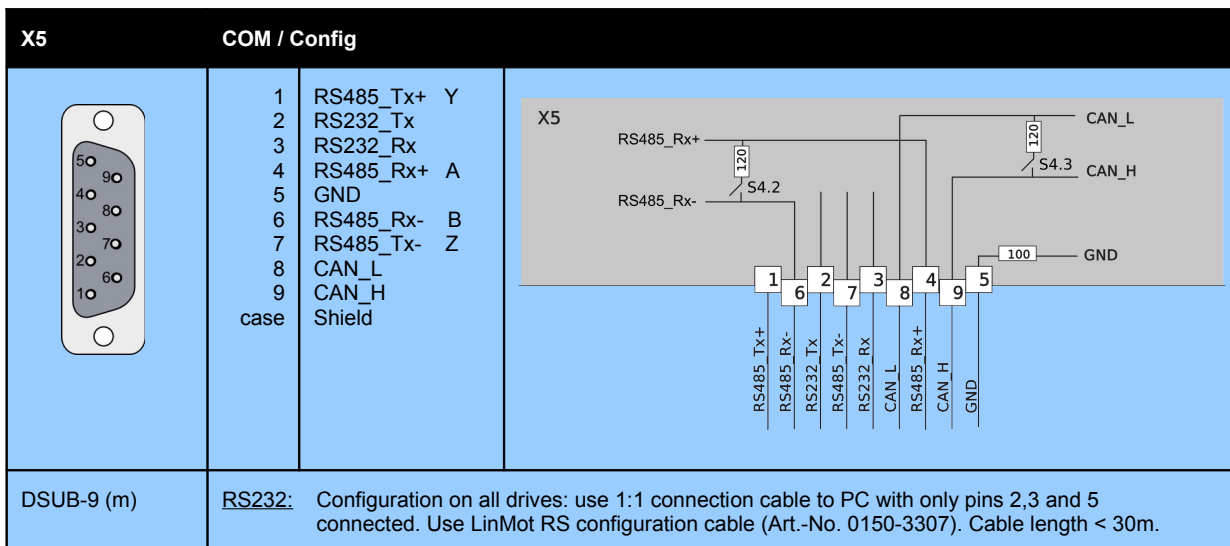 X5 COM / Config
5
9
4
8
3
7
2
6
1
1 RS485_Tx+ Y
2 RS232_Tx
3 RS232_Rx
4 RS485_Rx+ A
5 GND
6 RS485_Rx- B
7 RS485_Tx- Z
8 CAN_L
9 CAN_H
case Shield
X5
RS485_Rx+
120
S4.2
RS485_Rx-
CAN_L
120
S4.3
CAN_H
100
GND
1 6 2 7 3 8 4 9 5
RS485_Tx+
RS485_Rx-
RS232_Tx
RS485_Tx-
RS232_Rx
CAN_L
RS485_Rx+
CAN_H
GND
DSUB-9 (m) RS232: Configuration on all drives: use 1:1 connection cable to PC with only pins 2,3 and 5
connected. Use LinMot RS configuration cable (Art.-No. 0150-3307). Cable length < 30m.